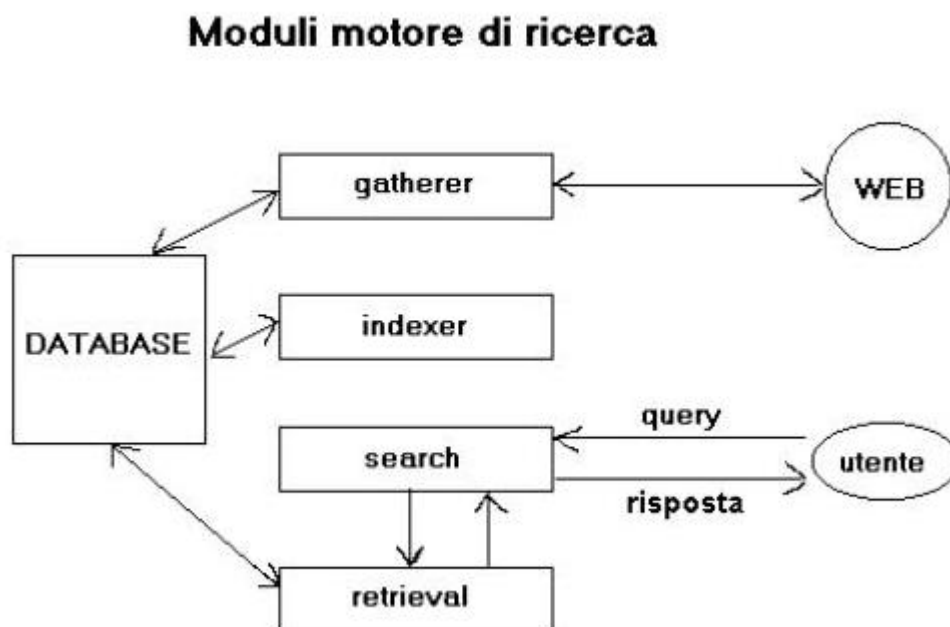 Moduli motore di ricerca
gatherer
WEB
DATABASE
indexer
query
search
utente
risposta
retrieval